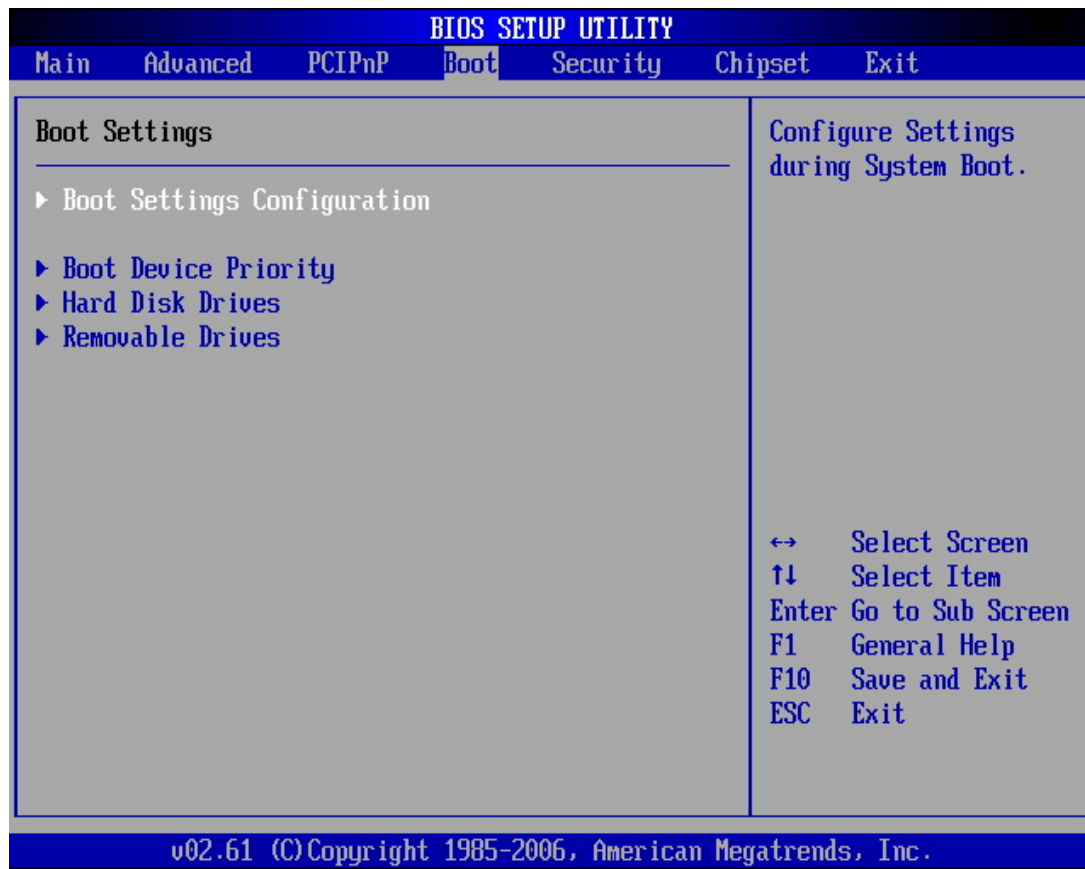 BIOS SETUP UTILITY
Main Advanced PCIPnP Boot Security Chipset Exit
Boot Settings
▶ Boot Settings Configuration
▶ Boot Device Priority
▶ Hard Disk Drives
▶ Removable Drives
Configure Settings
during System Boot.
↔ Select Screen
↑↓ Select Item
Enter Go to Sub Screen
F1 General Help
F10 Save and Exit
ESC Exit
v02.61 (C)Copyright 1985-2006, American Megatrends, Inc.